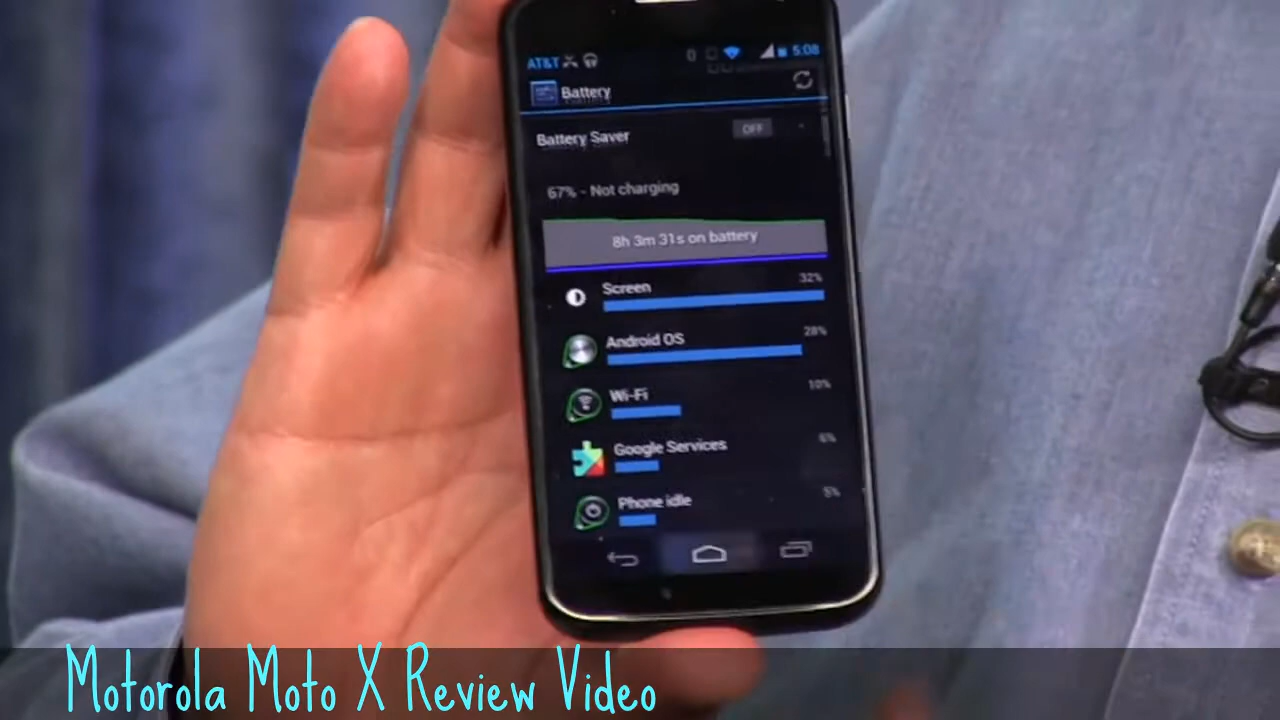 AT&T 5:08
Battery
Battery Saver OFF
67% - Not charging
8h 3m 31s on battery
Screen 32%
Android OS 28%
Wi-Fi 10%
Google Services 6%
Phone idle 5%
Motorola Moto X Review Video